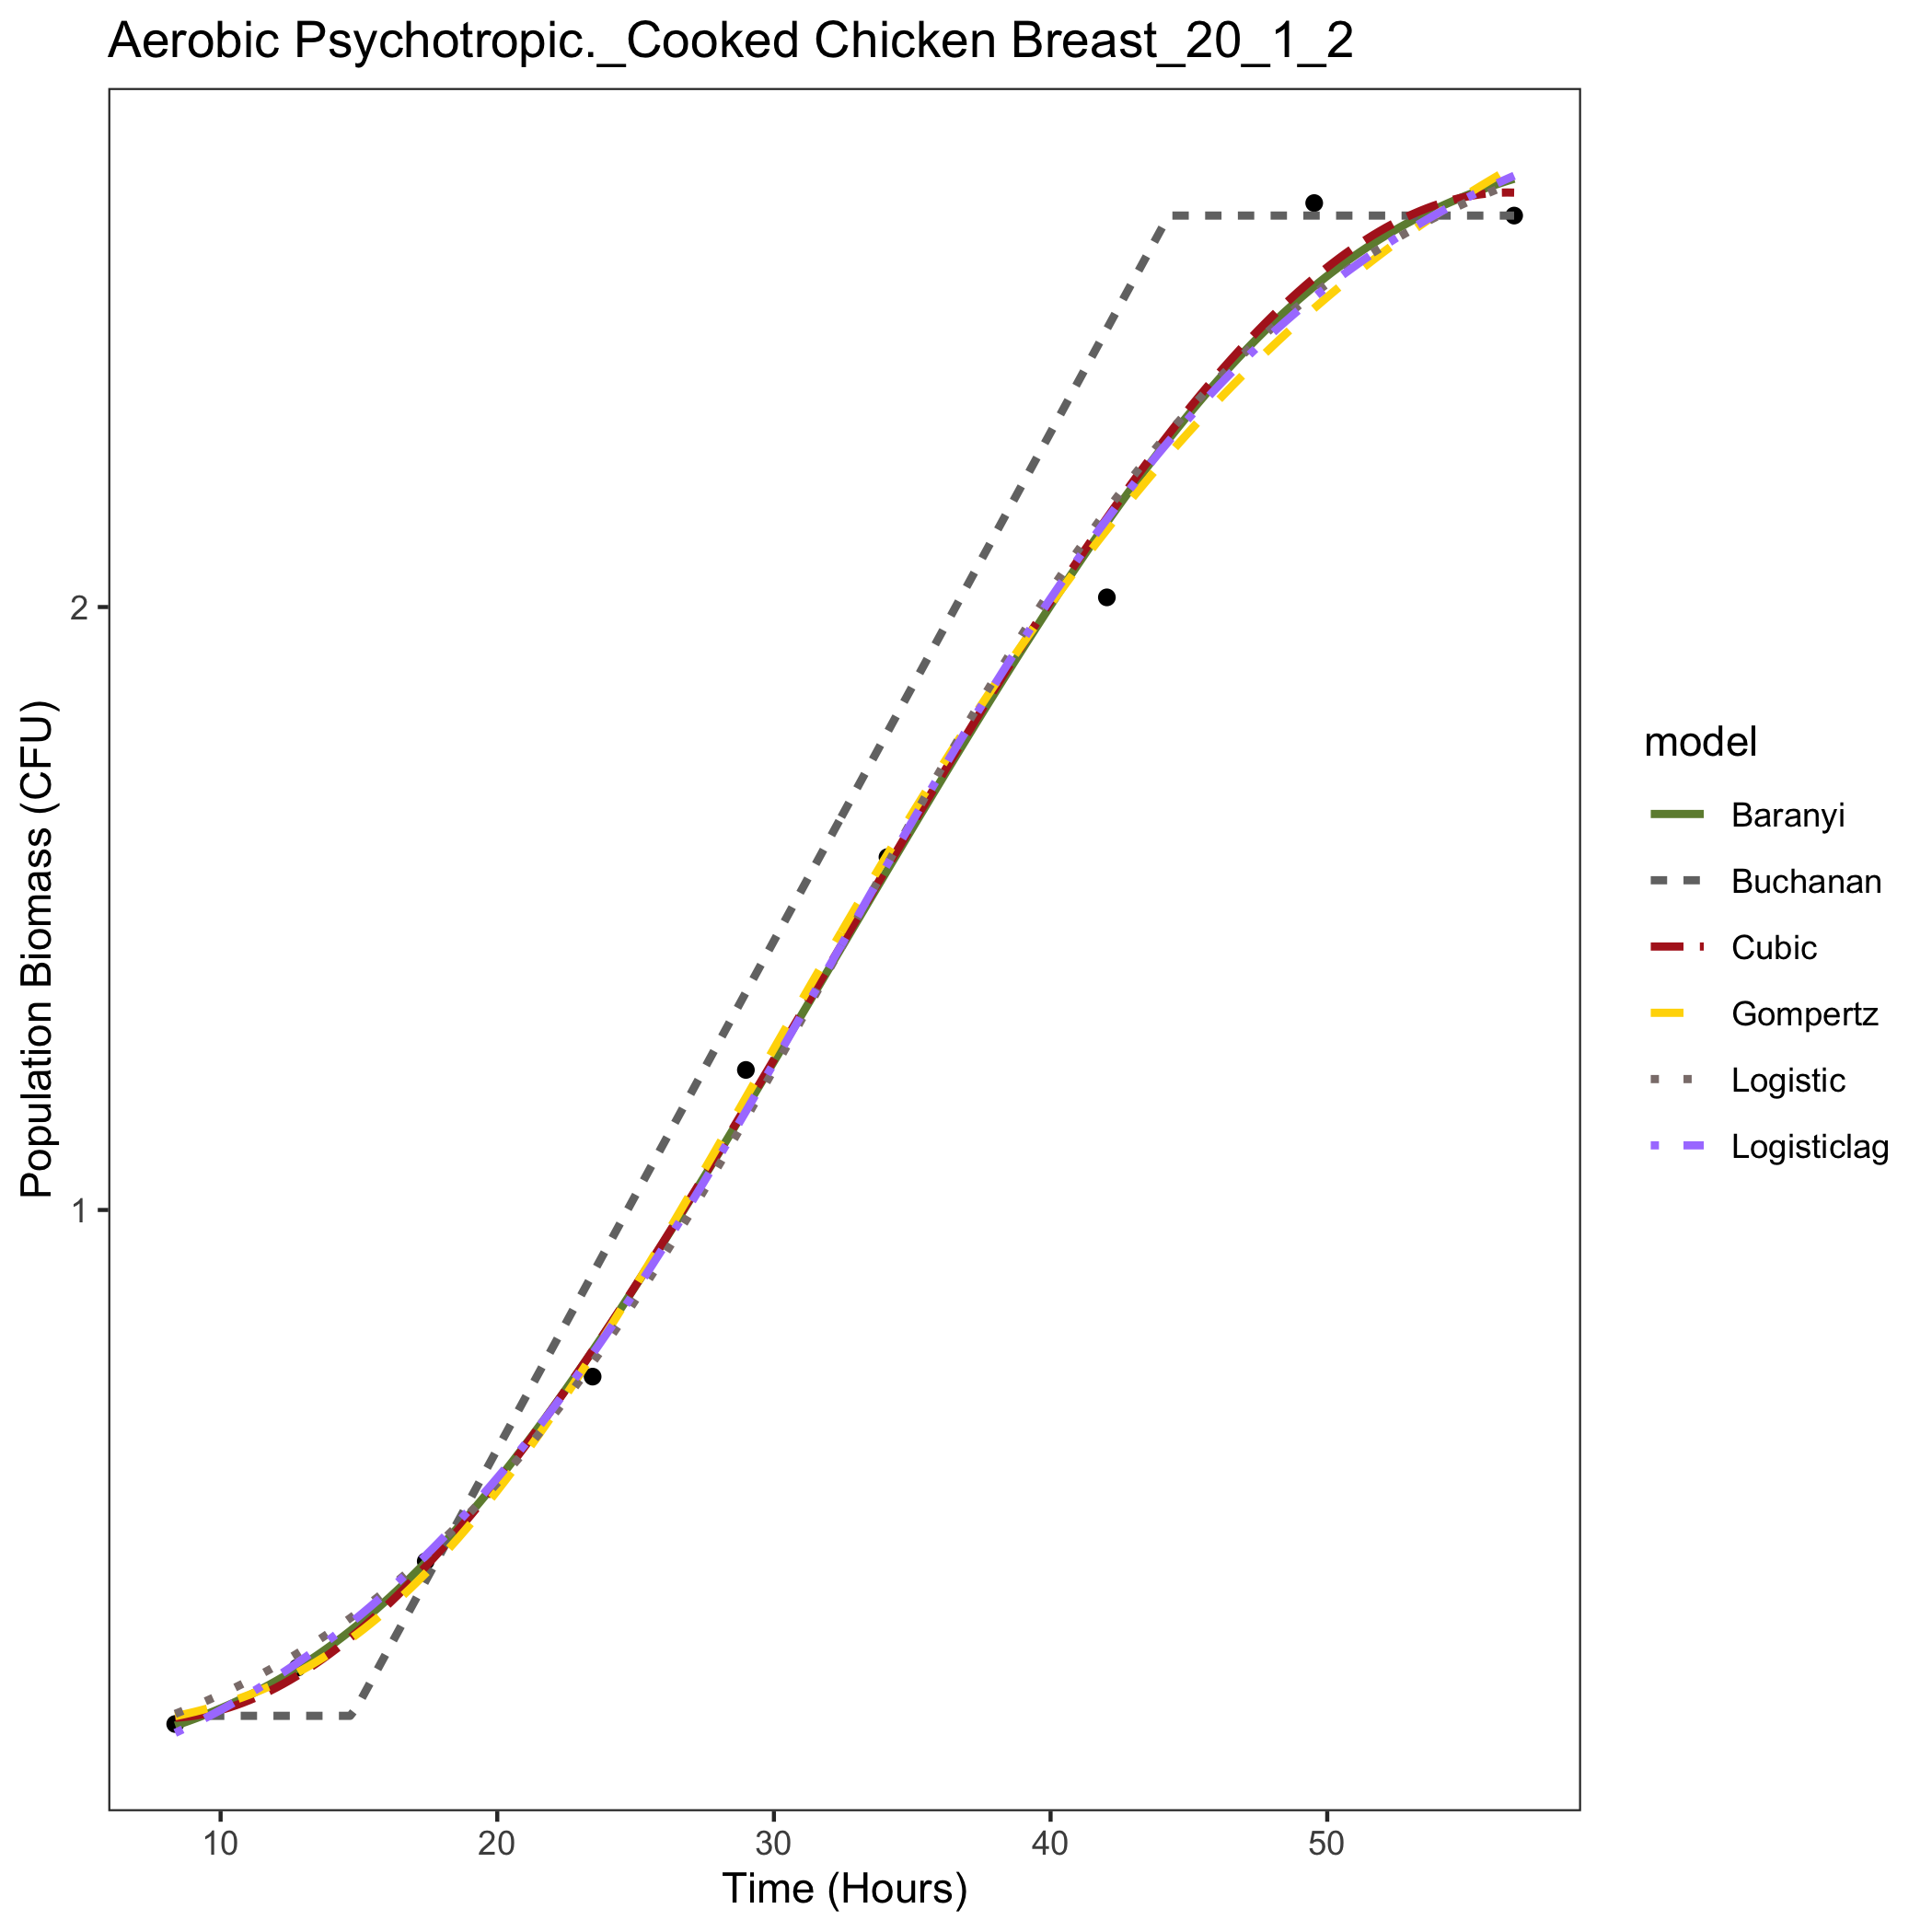 Aerobic Psychotropic._Cooked Chicken Breast_20_1_2
Population Biomass (CFU)
2
1
10 20 30 40 50
Time (Hours)
model
Baranyi
Buchanan
Cubic
Gompertz
Logistic
Logisticlag